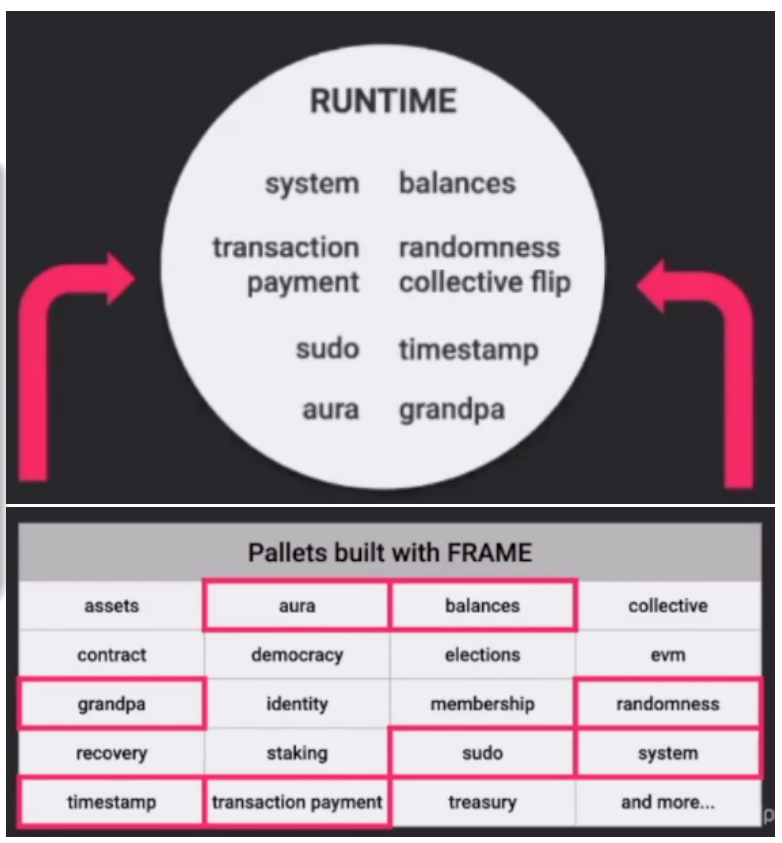 RUNTIME
system balances
transaction randomness
payment collective flip
sudo timestamp
aura grandpa
Pallets built with FRAME
assets aura balances collective
contract democracy elections evm
grandpa identity membership randomness
recovery staking sudo system
timestamp transaction payment treasury and more...
p